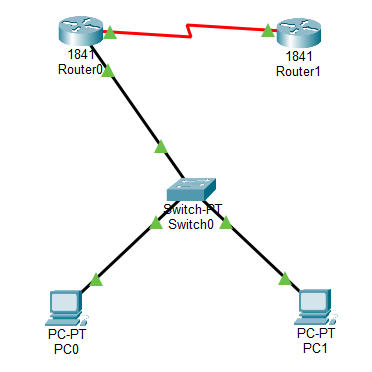 1841
Router0
1841
Router1
Switch-PT
Switch0
PC-PT
PC0
PC-PT
PC1